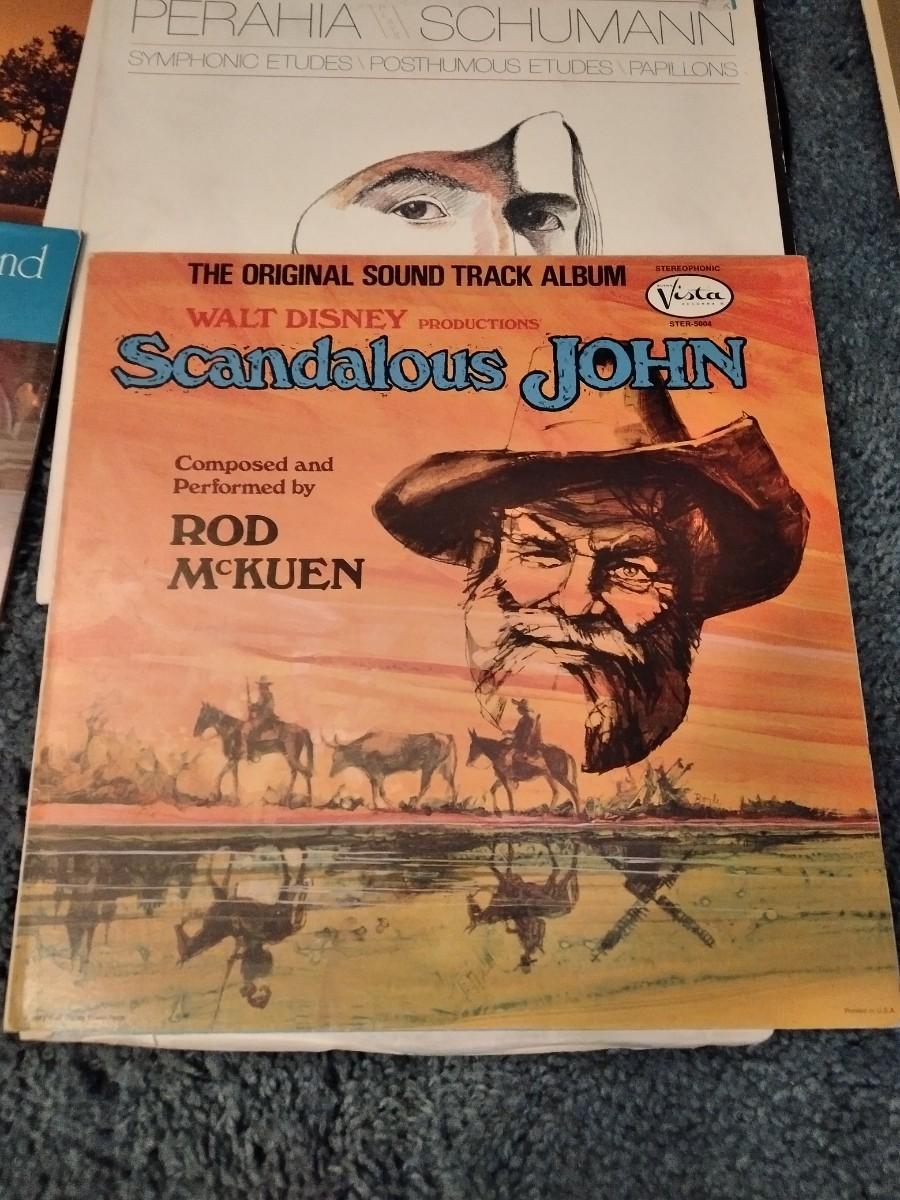 PERAHIA \\ SCHUMANN
SYMPHONIC ETUDES \ POSTHUMOUS ETUDES \ PAPILLONS
nd
THE ORIGINAL SOUND TRACK ALBUM
STEREOPHONIC
Vista
STER-5004
WALT DISNEY PRODUCTIONS'
Scandalous JOHN
Composed and
Performed by
ROD
McKUEN
Printed in U.S.A.